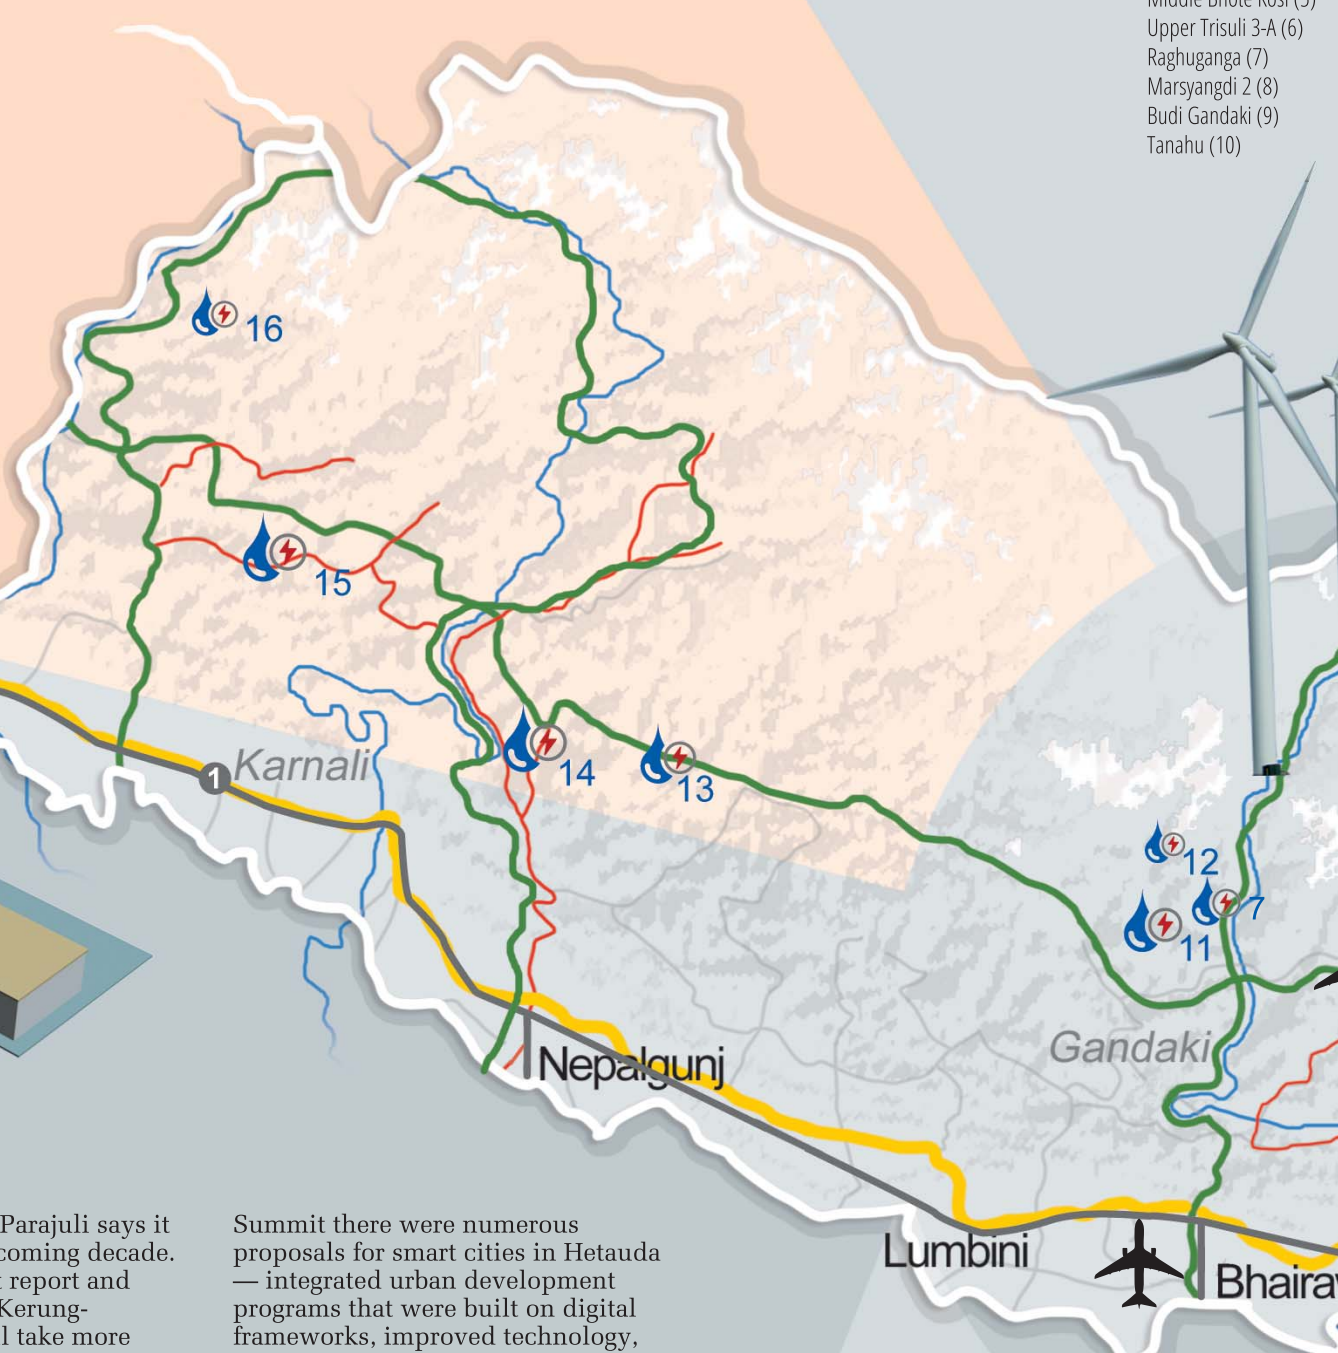 Upper Trisuli 3-A (6)
Raghuganga (7)
Marsyangdi 2 (8)
Budi Gandaki (9)
Tanahu (10)
16
15
14
13
Karnali
1
12
7
11
Gandaki
Nepalgunj
Lumbini
Bhaira
Parajuli says it
coming decade.
report and
Kerung-
l take more
Summit there were numerous
proposals for smart cities in Hetauda
— integrated urban development
programs that were built on digital
frameworks, improved technology,